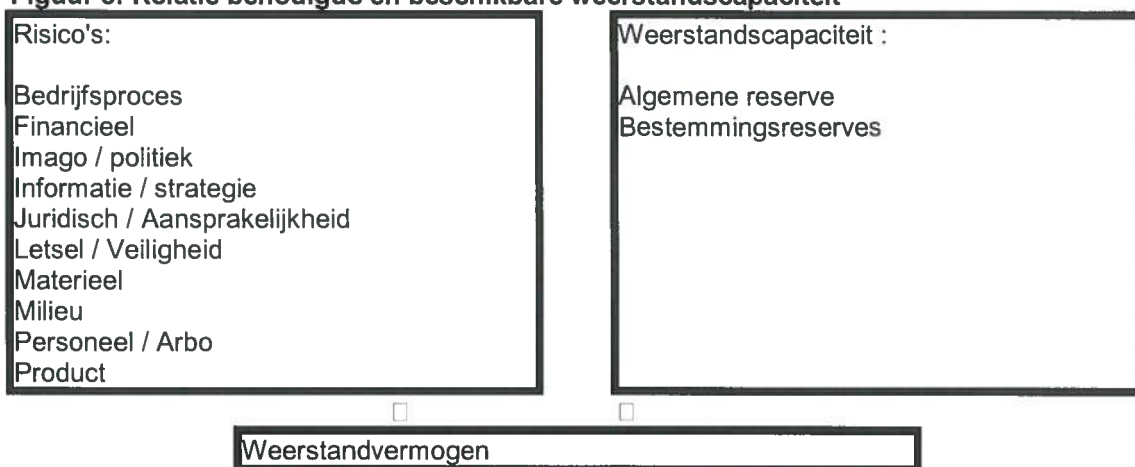 Risico's:
Bedrijfsproces
Financieel
Imago / politiek
Informatie / strategie
Juridisch / Aansprakelijkheid
Letsel / Veiligheid
Materieel
Milieu
Personeel / Arbo
Product
Weerstandscapaciteit :
Algemene reserve
Bestemmingsreserves
Weerstandvermogen